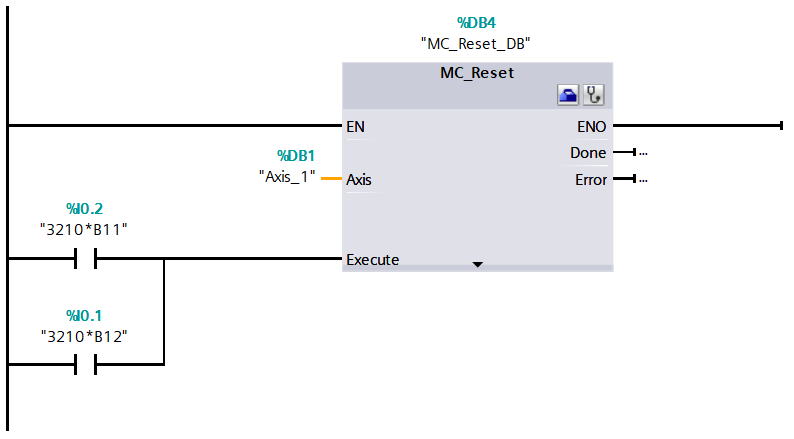 %DB4
"MC_Reset_DB"
MC_Reset
EN
ENO
Done
...
%DB1
"Axis_1"
Axis
Error
...
%I0.2
"3210*B11"
Execute
%I0.1
"3210*B12"